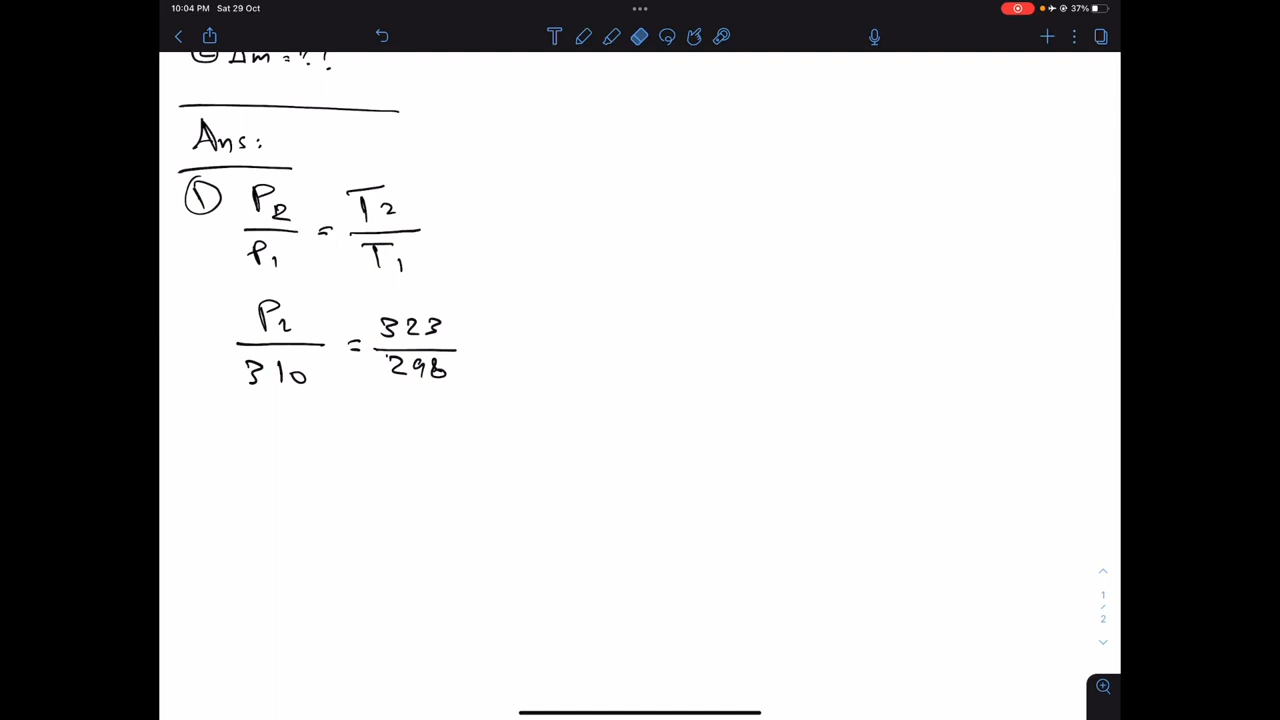 10:04 PM Sat 29 Oct
37%
Δm = ??
Ans:
① P2/P1 = T2/T1
P2/310 = 323/298
1
/
2